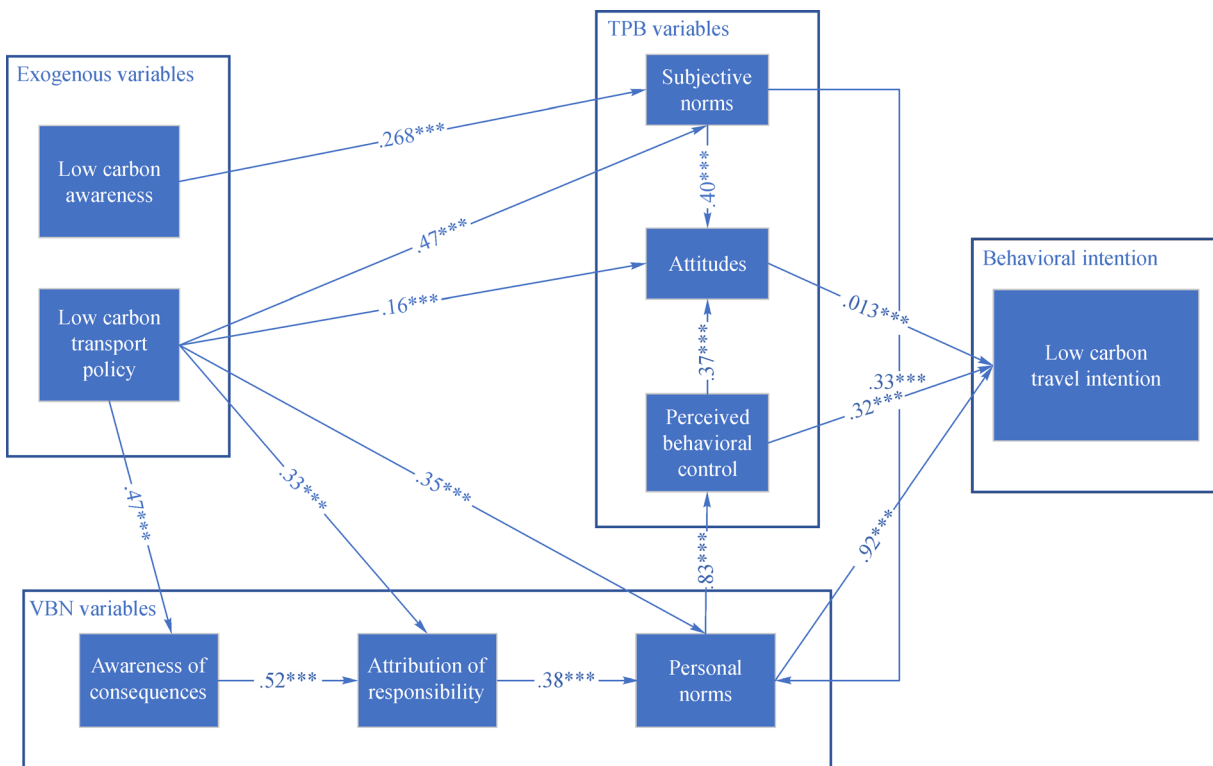 TPB variables
Exogenous variables
Subjective
norms
Low carbon
awareness
.268***
.40***
.47***
Attitudes
Behavioral intention
Low carbon
transport
policy
.16***
.013***
Low carbon
travel intention
.37***
.33***
.32***
Perceived
behavioral
control
.47***
.33***
.35***
.83***
.92***
VBN variables
Awareness of
consequences
.52***
Attribution of
responsibility
.38***
Personal
norms